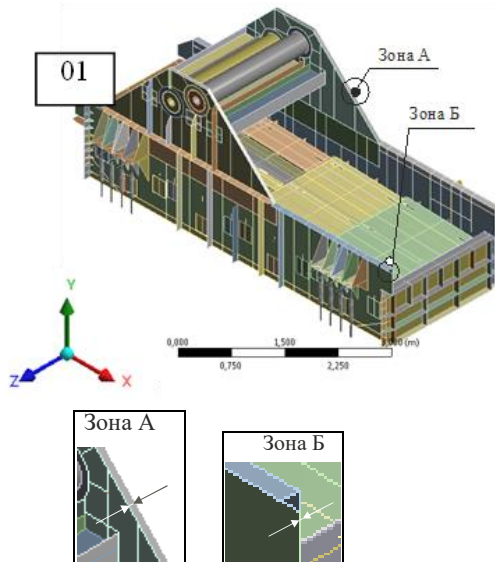 01
Зона А
Зона Б
Y
Z
X
0,000
1,500
3,000 (m)
0,750
2,250
Зона А
Зона Б